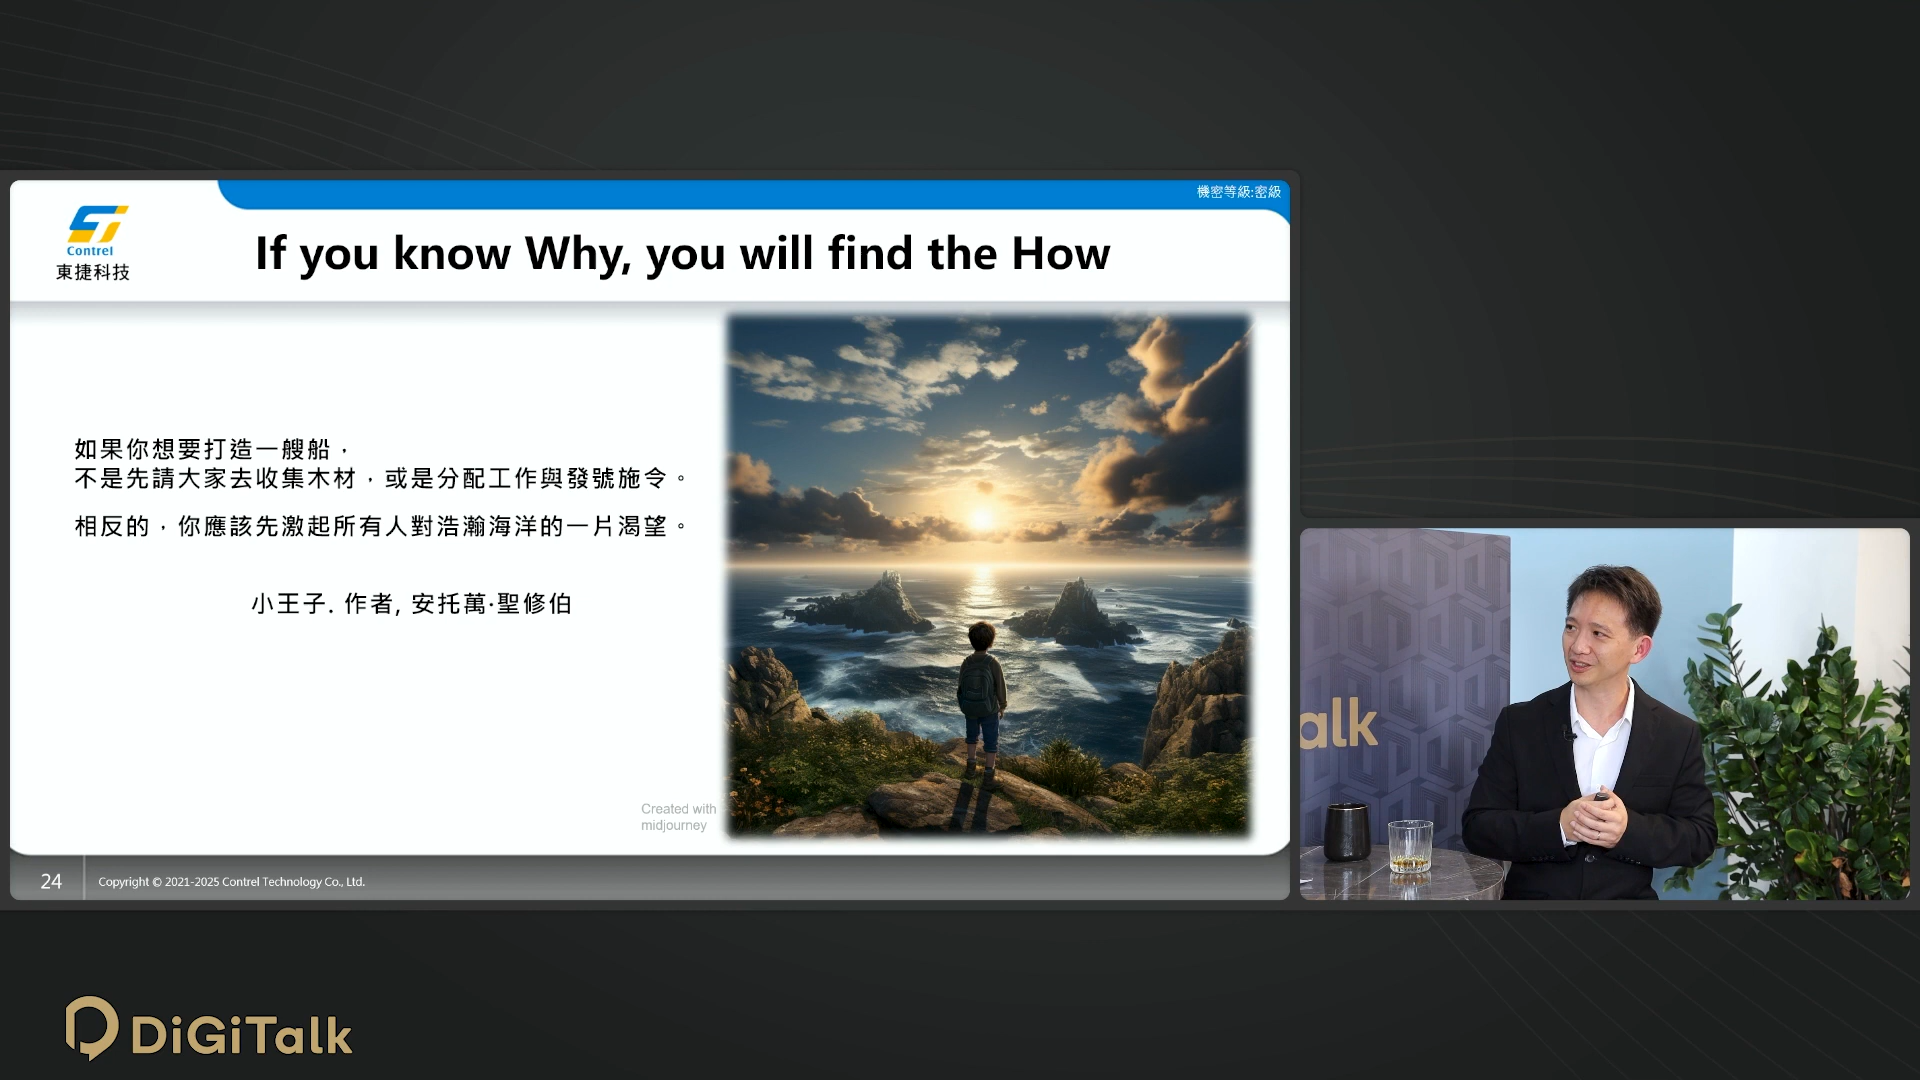 機密等級:密級
Contrel
東捷科技
If you know Why, you will find the How
如果你想要打造一艘船，
不是先請大家去收集木材，或是分配工作與發號施令。
相反的，你應該先激起所有人對浩瀚海洋的一片渴望。
小王子. 作者, 安托萬·聖修伯
Created with
midjourney
24
Copyright © 2021-2025 Contrel Technology Co., Ltd.
alk
DiGiTalk